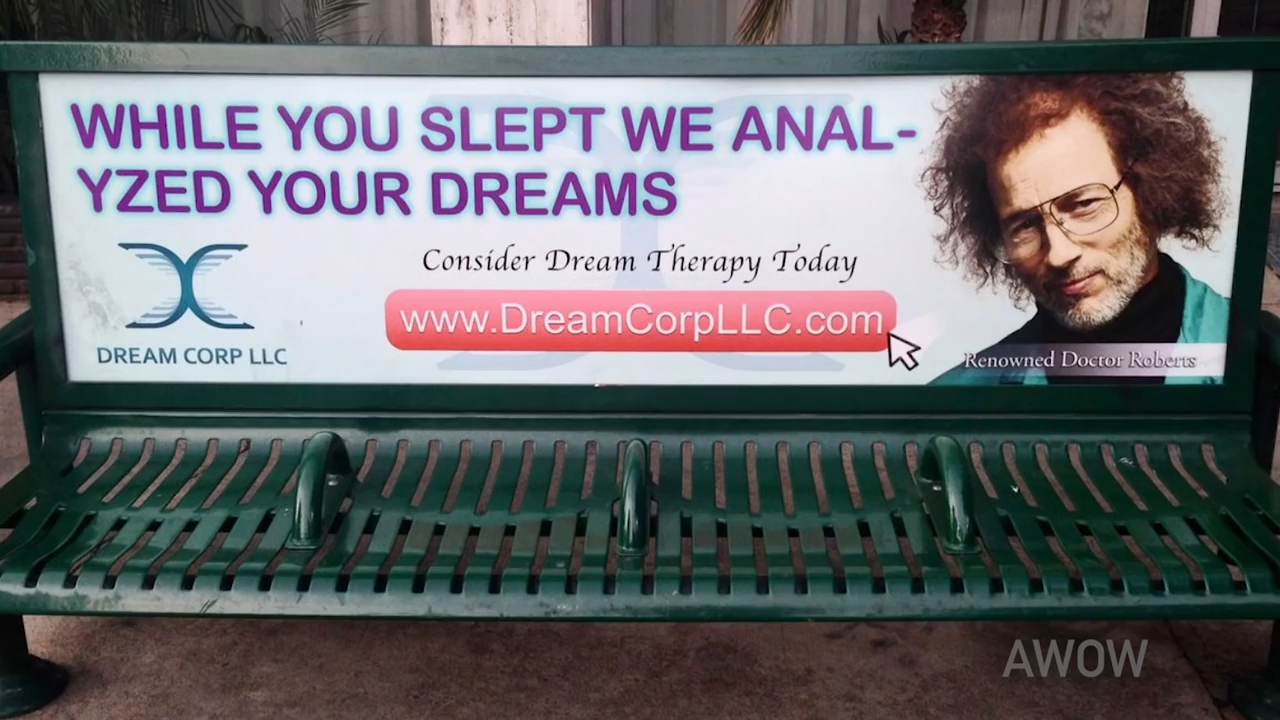 WHILE YOU SLEPT WE ANAL-
YZED YOUR DREAMS
Consider Dream Therapy Today
www.DreamCorpLLC.com
DREAM CORP LLC
Renowned Doctor Roberts
AWOW